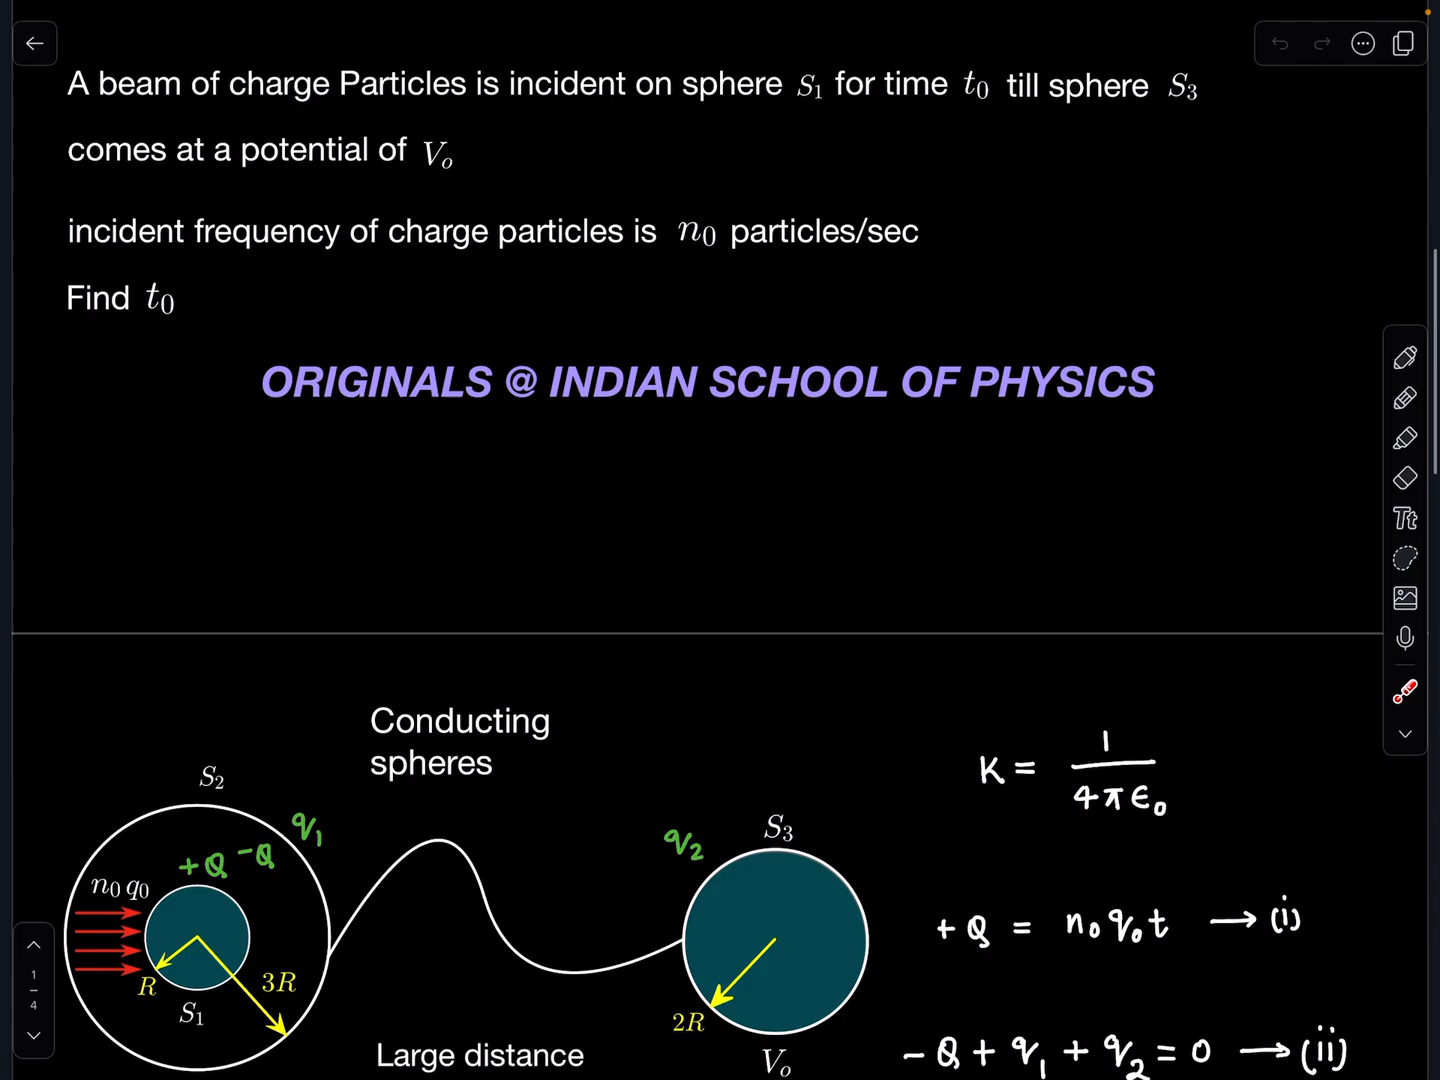 A beam of charge Particles is incident on sphere S₁ for time t₀ till sphere S₃
comes at a potential of Vₒ
incident frequency of charge particles is n₀ particles/sec
Find t₀
ORIGINALS @ INDIAN SCHOOL OF PHYSICS
Tt
Conducting
spheres
K = 1/4πϵ₀
S₂
q₁
q₂
S₃
+Q -Q
n₀ q₀
+Q = n₀q₀t → (i)
R
3R
S₁
2R
1
4
Large distance
Vₒ
-Q + q₁ + q₂ = 0 → (ii)